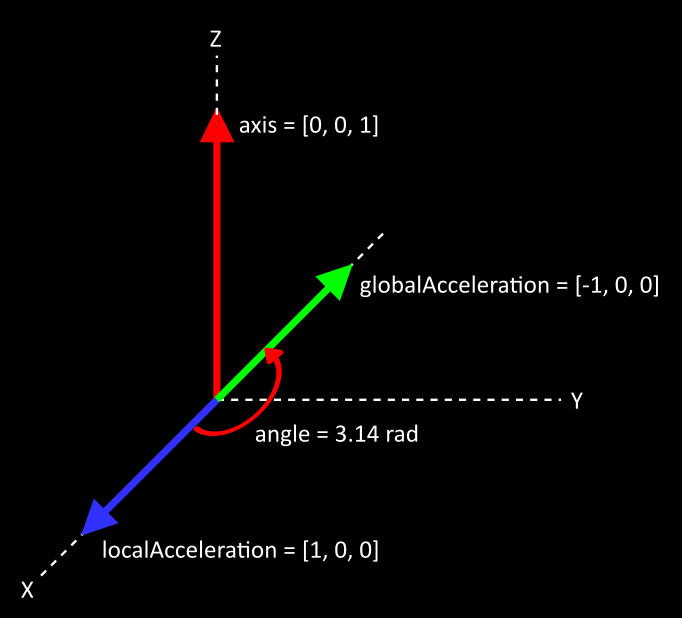 Z
axis = [0, 0, 1]
globalAcceleration = [-1, 0, 0]
Y
angle = 3.14 rad
localAcceleration = [1, 0, 0]
X